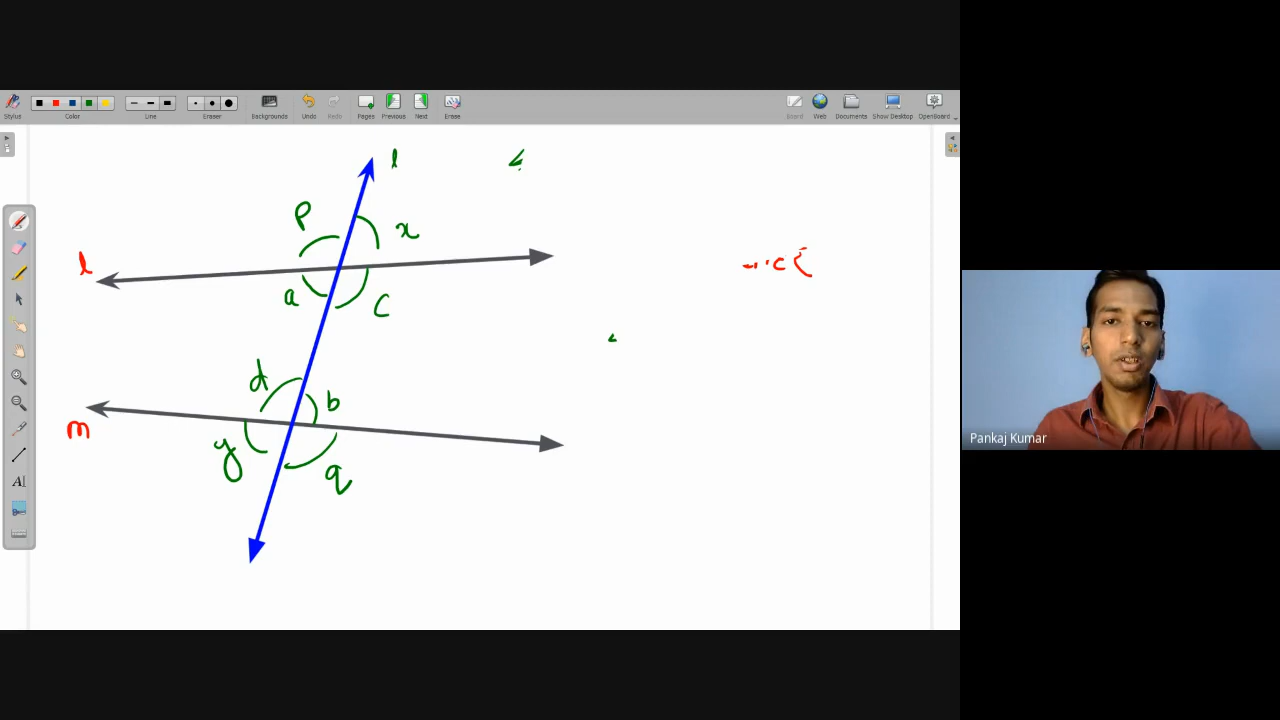 Stylus Color Line Eraser Backgrounds Undo Redo Pages Previous Next Erase Board Web Documents Show Desktop OpenBoard
l
P
x
l
a
c
d
b
m
y
q
Pankaj Kumar